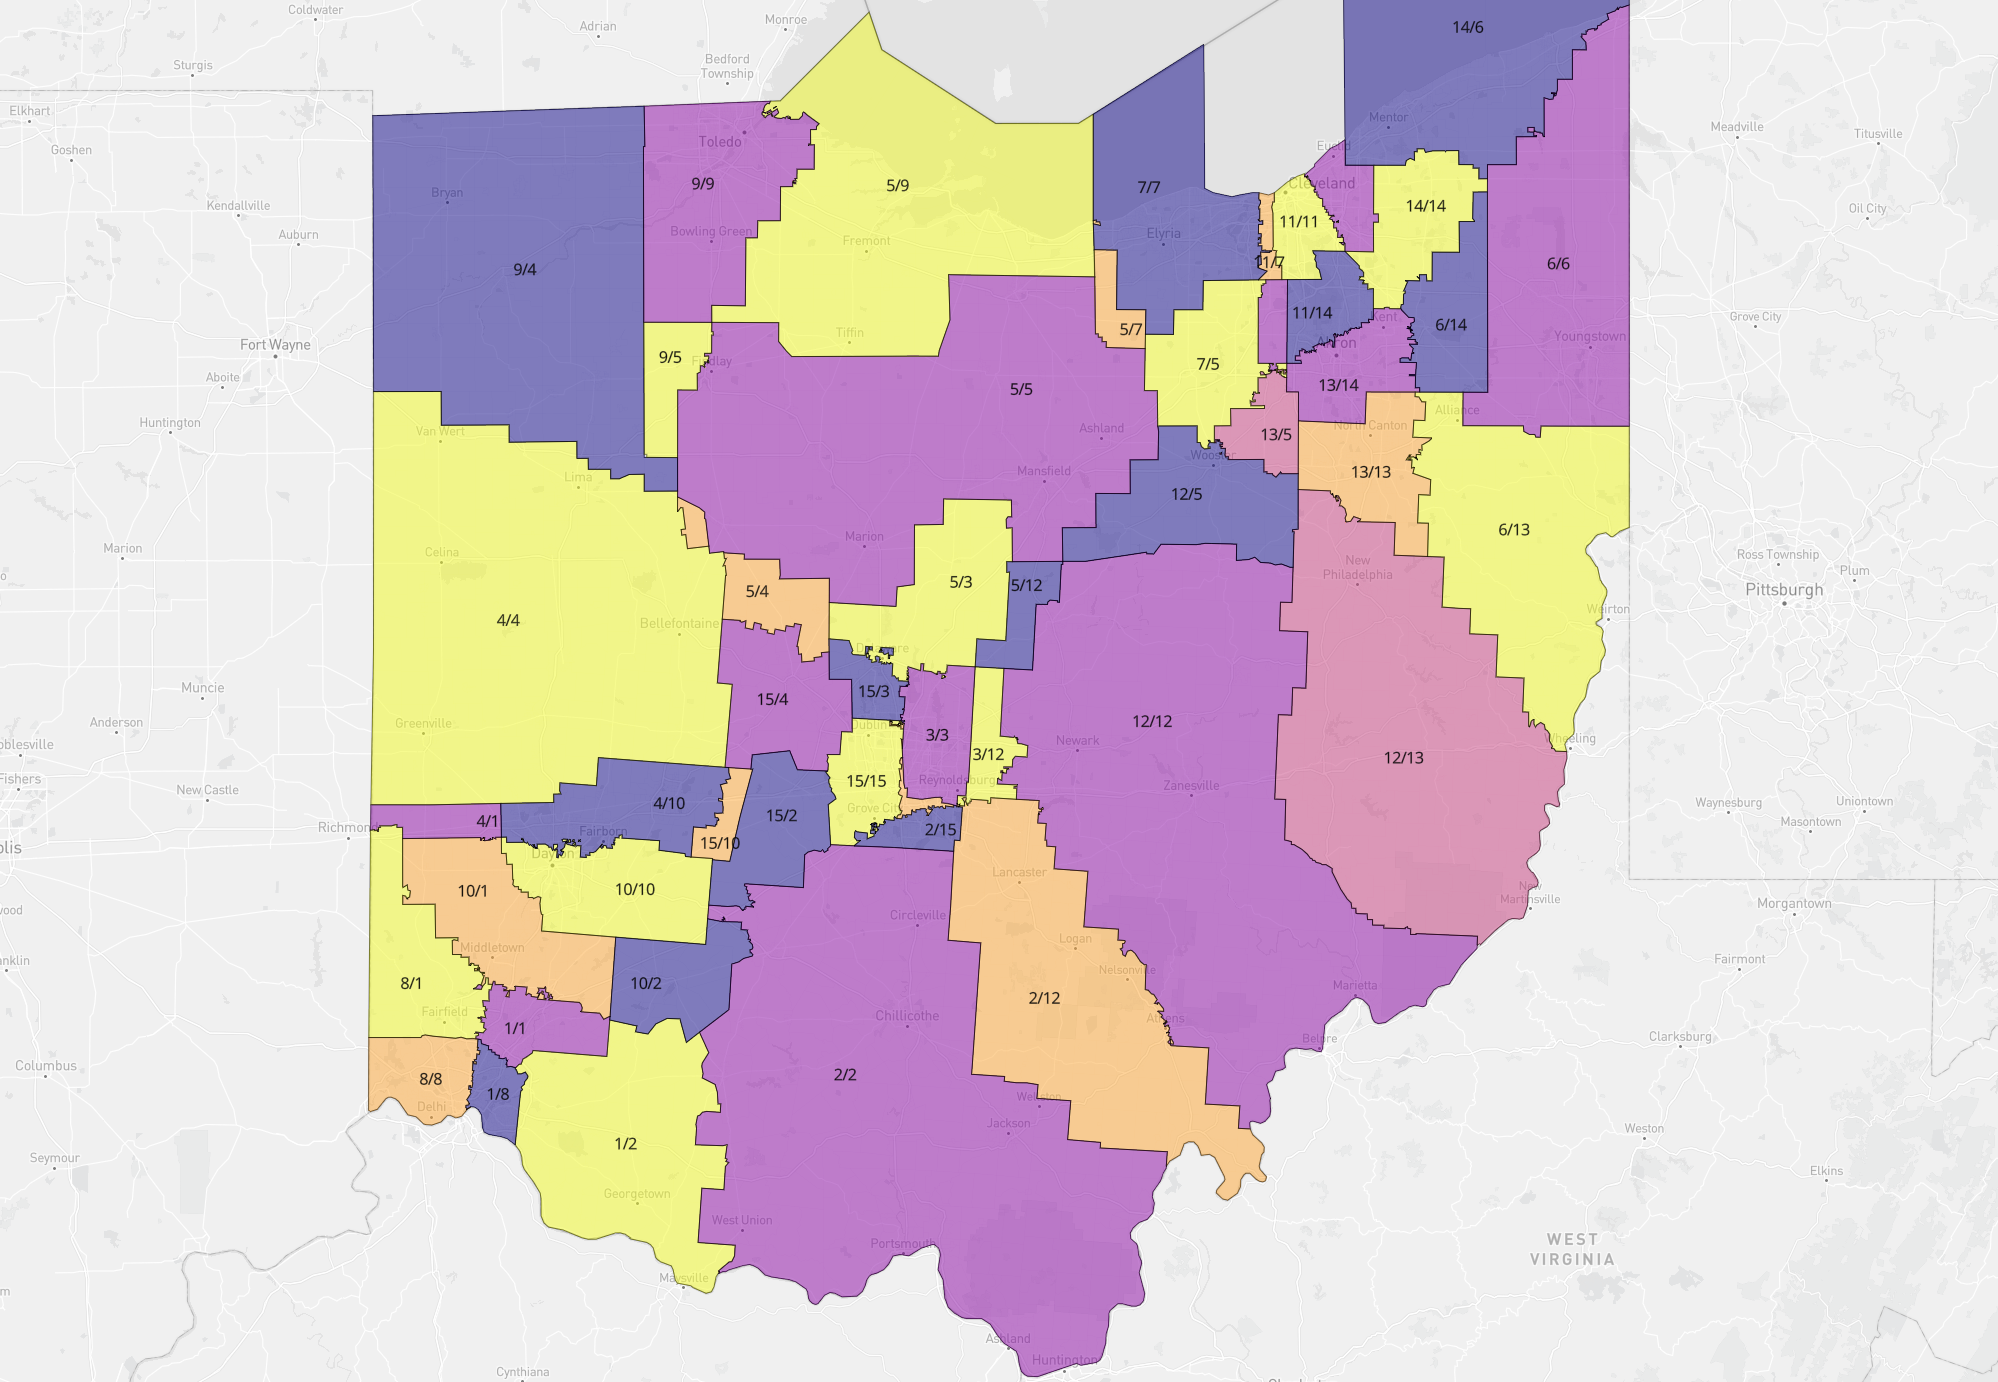 Coldwater
Adrian
Monroe
14/6
Sturgis
Bedford
Township
Elkhart
Mentor
Meadville
Titusville
Goshen
Toledo
Euclid
Bryan
9/9
5/9
7/7
Cleveland
14/14
Kendallville
11/11
Oil City
Auburn
Bowling Green
Fremont
Elyria
9/4
11/7
6/6
11/14
Grove City
Fort Wayne
9/5
Tiffin
5/7
Kent
6/14
Youngstown
Akron
Findlay
7/5
Aboite
5/5
13/14
Huntington
Van Wert
Ashland
13/5
North Canton
Alliance
Wooster
Lima
Mansfield
12/5
13/13
6/13
Marion
Celina
Marion
New
Philadelphia
Ross Township
Plum
Pittsburgh
5/4
5/3
5/12
4/4
Bellefontaine
Weirton
Muncie
15/4
15/3
Anderson
Greenville
Dublin
3/3
12/12
Newark
Wheeling
oblesville
3/12
12/13
Fishers
New Castle
15/15
Reynoldsburg
Zanesville
4/10
Grove City
Waynesburg
Uniontown
Masontown
Richmond
4/1
Fairborn
15/10
15/2
2/15
olis
Dayton
10/1
10/10
Lancaster
New
Martinsville
Morgantown
wood
Circleville
Middletown
Logan
anklin
8/1
10/2
Nelsonville
2/12
Marietta
Fairmont
Fairfield
1/1
Chillicothe
Athens
Belpre
Clarksburg
Columbus
8/8
2/2
1/8
Delhi
Wellston
Jackson
Weston
Seymour
1/2
Elkins
Georgetown
West Union
Portsmouth
WEST
VIRGINIA
Maysville
Ashland
Huntington
Cynthiana